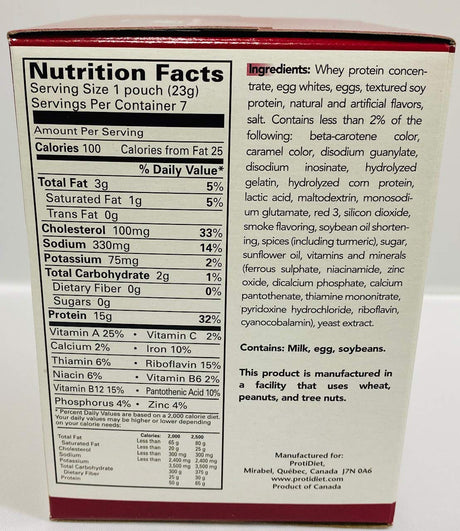 Nutrition Facts
Serving Size 1 pouch (23g)
Servings Per Container 7
Amount Per Serving
Calories 100 Calories from Fat 25
% Daily Value*
Total Fat 3g 5%
Saturated Fat 1g 5%
Trans Fat 0g
Cholesterol 100mg 33%
Sodium 330mg 14%
Potassium 75mg 2%
Total Carbohydrate 2g 1%
Dietary Fiber 0g 0%
Sugars 0g
Protein 15g 32%
Vitamin A 25% • Vitamin C 2%
Calcium 2% • Iron 10%
Thiamin 6% • Riboflavin 15%
Niacin 6% • Vitamin B6 2%
Vitamin B12 15% • Pantothenic Acid 10%
Phosphorus 4% • Zinc 4%
* Percent Daily Values are based on a 2,000 calorie diet.
Your daily values may be higher or lower depending
on your calorie needs:
Calories: 2,000 2,500
Total Fat Less than 65 g 80 g
Saturated Fat Less than 20 g 25 g
Cholesterol Less than 300 mg 300 mg
Sodium Less than 2,400 mg 2,400 mg
Potassium 3,500 mg 3,500 mg
Total Carbohydrate 300 g 375 g
Dietary Fiber 25 g 30 g
Protein 50 g 65 g
Ingredients: Whey protein concen-
trate, egg whites, eggs, textured soy
protein, natural and artificial flavors,
salt. Contains less than 2% of the
following: beta-carotene color,
caramel color, disodium guanylate,
disodium inosinate, hydrolyzed
gelatin, hydrolyzed corn protein,
lactic acid, maltodextrin, monosodi-
um glutamate, red 3, silicon dioxide,
smoke flavoring, soybean oil shorten-
ing, spices (including turmeric), sugar,
sunflower oil, vitamins and minerals
(ferrous sulphate, niacinamide, zinc
oxide, dicalcium phosphate, calcium
pantothenate, thiamine mononitrate,
pyridoxine hydrochloride, riboflavin,
cyanocobalamin), yeast extract.
Contains: Milk, egg, soybeans.
This product is manufactured in
a facility that uses wheat,
peanuts, and tree nuts.
Manufactured for:
ProtiDiet,
Mirabel, Québec, Canada J7N 0A6
www.protidiet.com
Product of Canada